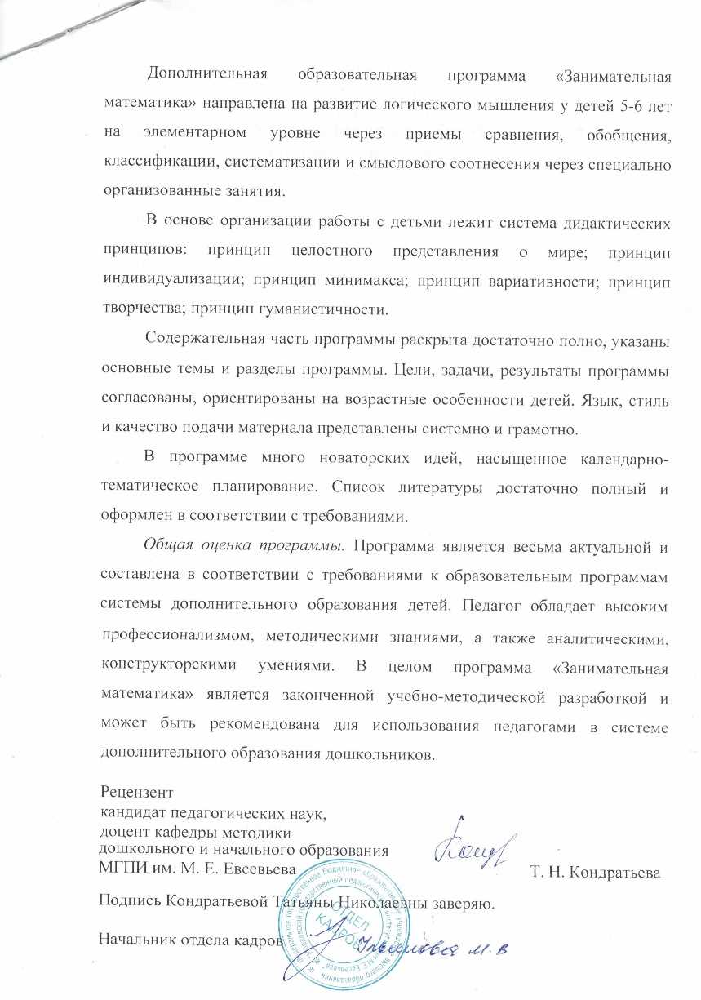 Дополнительная образовательная программа «Занимательная
математика» направлена на развитие логического мышления у детей 5-6 лет
на элементарном уровне через приемы сравнения, обобщения,
классификации, систематизации и смыслового соотнесения через специально
организованные занятия.
В основе организации работы с детьми лежит система дидактических
принципов: принцип целостного представления о мире; принцип
индивидуализации; принцип минимакса; принцип вариативности; принцип
творчества; принцип гуманистичности.
Содержательная часть программы раскрыта достаточно полно, указаны
основные темы и разделы программы. Цели, задачи, результаты программы
согласованы, ориентированы на возрастные особенности детей. Язык, стиль
и качество подачи материала представлены системно и грамотно.
В программе много новаторских идей, насыщенное календарно-
тематическое планирование. Список литературы достаточно полный и
оформлен в соответствии с требованиями.
Общая оценка программы. Программа является весьма актуальной и
составлена в соответствии с требованиями к образовательным программам
системы дополнительного образования детей. Педагог обладает высоким
профессионализмом, методическими знаниями, а также аналитическими,
конструкторскими умениями. В целом программа «Занимательная
математика» является законченной учебно-методической разработкой и
может быть рекомендована для использования педагогами в системе
дополнительного образования дошкольников.
Рецензент
кандидат педагогических наук,
доцент кафедры методики
дошкольного и начального образования
МГПИ им. М. Е. Евсевьева
Т. Н. Кондратьева
Подпись Кондратьевой Татьяны Николаевны заверяю.
ОТДЕЛ
КАДРОВ
Начальник отдела кадров
М. В